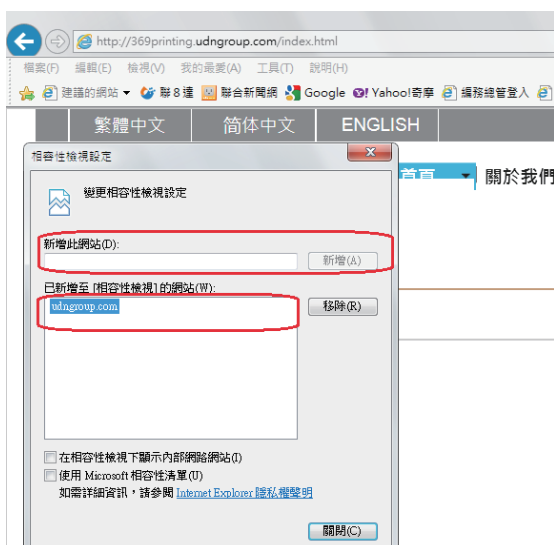 http://369printing.udngroup.com/index.html
檔案(F) 編輯(E) 檢視(V) 我的最愛(A) 工具(T) 說明(H)
建議的網站 聯8達 聯合新聞網 Google Yahoo!奇摩 編務總管登入
繁體中文 简体中文 ENGLISH
相容性檢視設定
首頁 關於我們
變更相容性檢視設定
新增此網站(D):
新增(A)
已新增至 [相容性檢視] 的網站(W):
udngroup.com
移除(R)
在相容性檢視下顯示內部網路網站(I)
使用 Microsoft 相容性清單(U)
如需詳細資訊，請參閱 Internet Explorer 隱私權聲明
關閉(C)